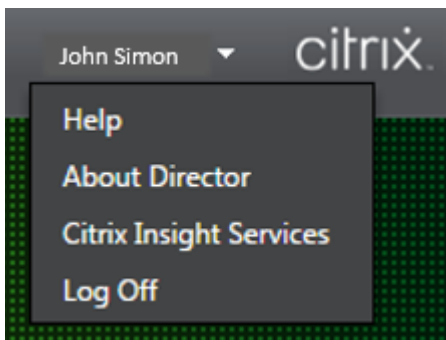 John Simon
citrix
Help
About Director
Citrix Insight Services
Log Off